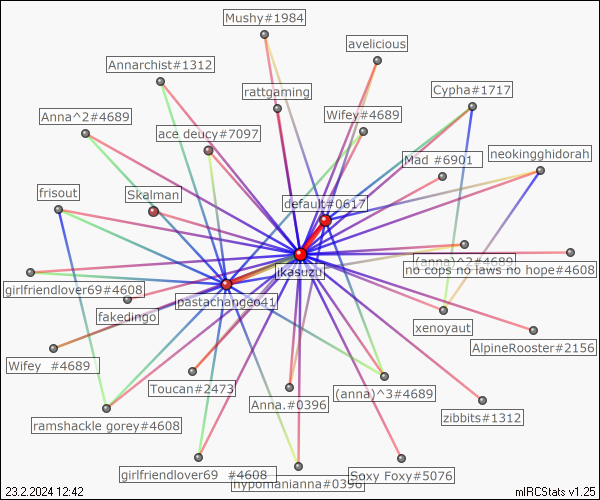 Mushy#1984
avelicious
Annarchist#1312
rattgaming
Cypha#1717
Anna^2#4689
Wifey#4689
ace deucy#7097
Mad #6901
neokingghidorah
frisout
Skalman
default#0617
(anna)^2#4689
no cops no laws no hope#4608
jkasuzu
girlfriendlover69#4608
pastachangeo41
fakedingo
xenoyaut
AlpineRooster#2156
Wifey #4689
Toucan#2473
(anna)^3#4689
Anna.#0396
zibbits#1312
ramshackle gorey#4608
girlfriendlover69 #4608
Soxy Foxy#5076
hypomanianna#0396
23.2.2024 12:42
mIRCStats v1.25